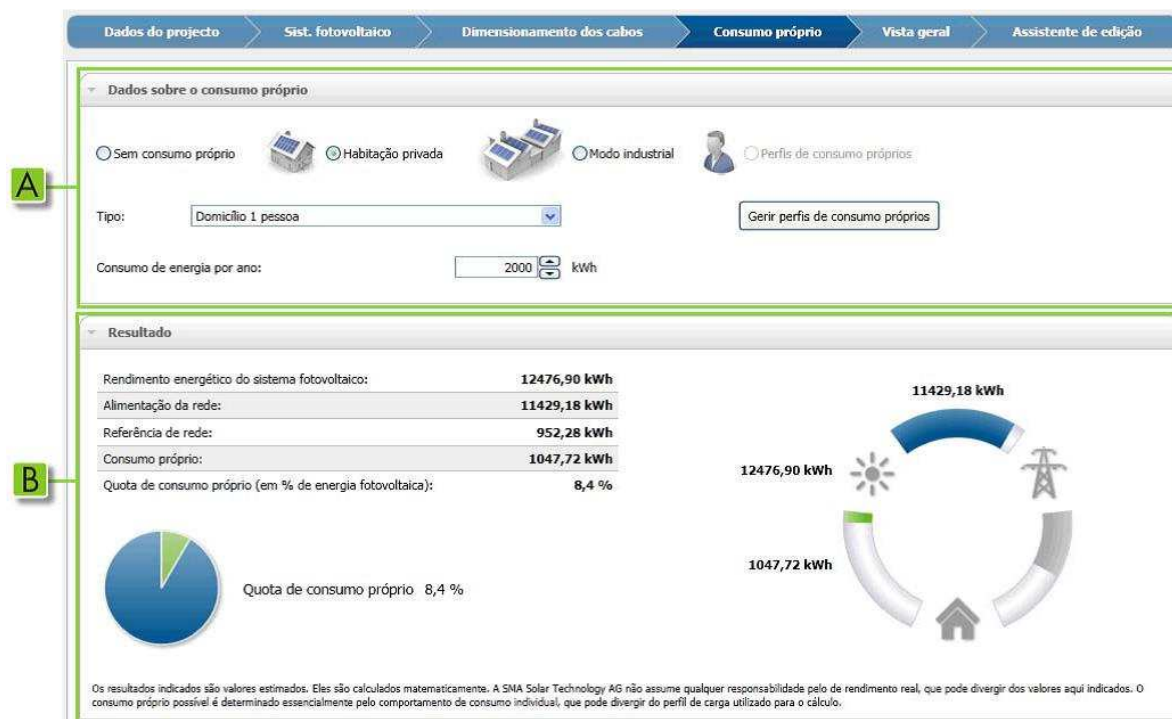 Dados do projecto Sist. fotovoltaico Dimensionamento dos cabos Consumo próprio Vista geral Assistente de edição
Dados sobre o consumo próprio
Sem consumo próprio Habitação privada Modo industrial Perfis de consumo próprios
A
Tipo: Domicílio 1 pessoa Gerir perfis de consumo próprios
Consumo de energia por ano: 2000 kWh
Resultado
Rendimento energético do sistema fotovoltaico: 12476,90 kWh
Alimentação da rede: 11429,18 kWh
Referência de rede: 952,28 kWh
Consumo próprio: 1047,72 kWh
Quota de consumo próprio (em % de energia fotovoltaica): 8,4 %
B
11429,18 kWh
12476,90 kWh
1047,72 kWh
Quota de consumo próprio 8,4 %
Os resultados indicados são valores estimados. Eles são calculados matematicamente. A SMA Solar Technology AG não assume qualquer responsabilidade pelo de rendimento real, que pode divergir dos valores aqui indicados. O
consumo próprio possível é determinado essencialmente pelo comportamento de consumo individual, que pode divergir do perfil de carga utilizado para o cálculo.